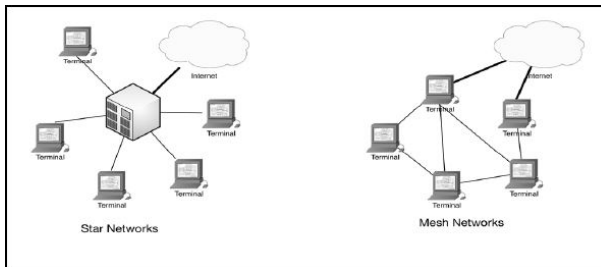 Terminal
Internet
Terminal
Terminal
Terminal
Terminal
Star Networks
Internet
Terminal
Terminal
Terminal
Terminal
Terminal
Mesh Networks